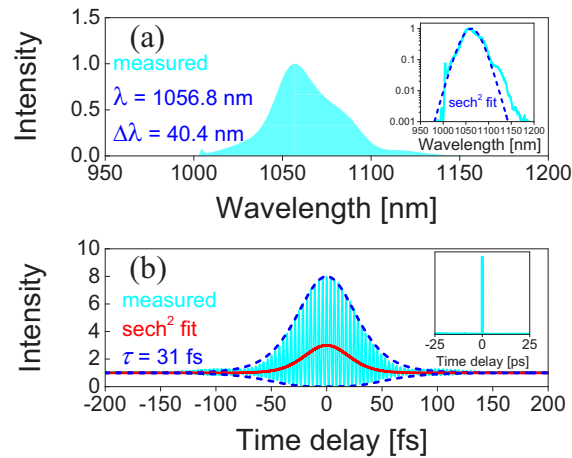 (a)
measured
λ = 1056.8 nm
Δλ = 40.4 nm
Intensity
1.5
1.0
0.5
0.0
950
1000
1050
1100
1150
1200
Wavelength [nm]
1
0.1
0.01
0.001
sech² fit
950 1000 1050 1100 1150 1200
Wavelength [nm]
(b)
measured
sech² fit
τ = 31 fs
Intensity
10
8
6
4
2
0
-200
-150
-100
-50
0
50
100
150
200
Time delay [fs]
-25 0 25
Time delay [ps]